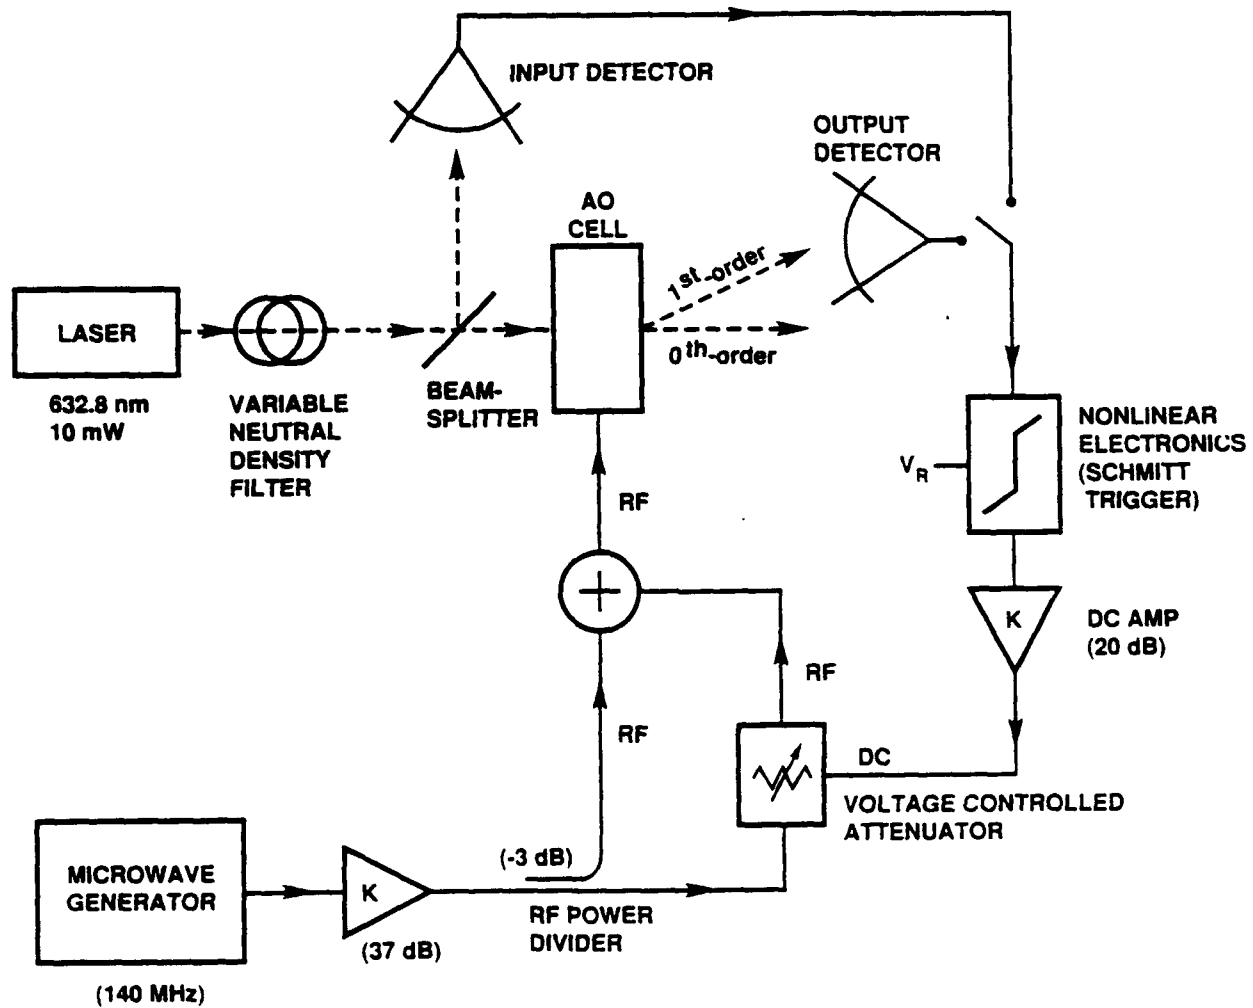 INPUT DETECTOR
OUTPUT
DETECTOR
AO
CELL
1st-order
0th-order
LASER
632.8 nm
10 mW
VARIABLE
NEUTRAL
DENSITY
FILTER
BEAM-
SPLITTER
RF
VR
NONLINEAR
ELECTRONICS
(SCHMITT
TRIGGER)
K
DC AMP
(20 dB)
RF
RF
DC
VOLTAGE CONTROLLED
ATTENUATOR
MICROWAVE
GENERATOR
(140 MHz)
K
(37 dB)
(-3 dB)
RF POWER
DIVIDER